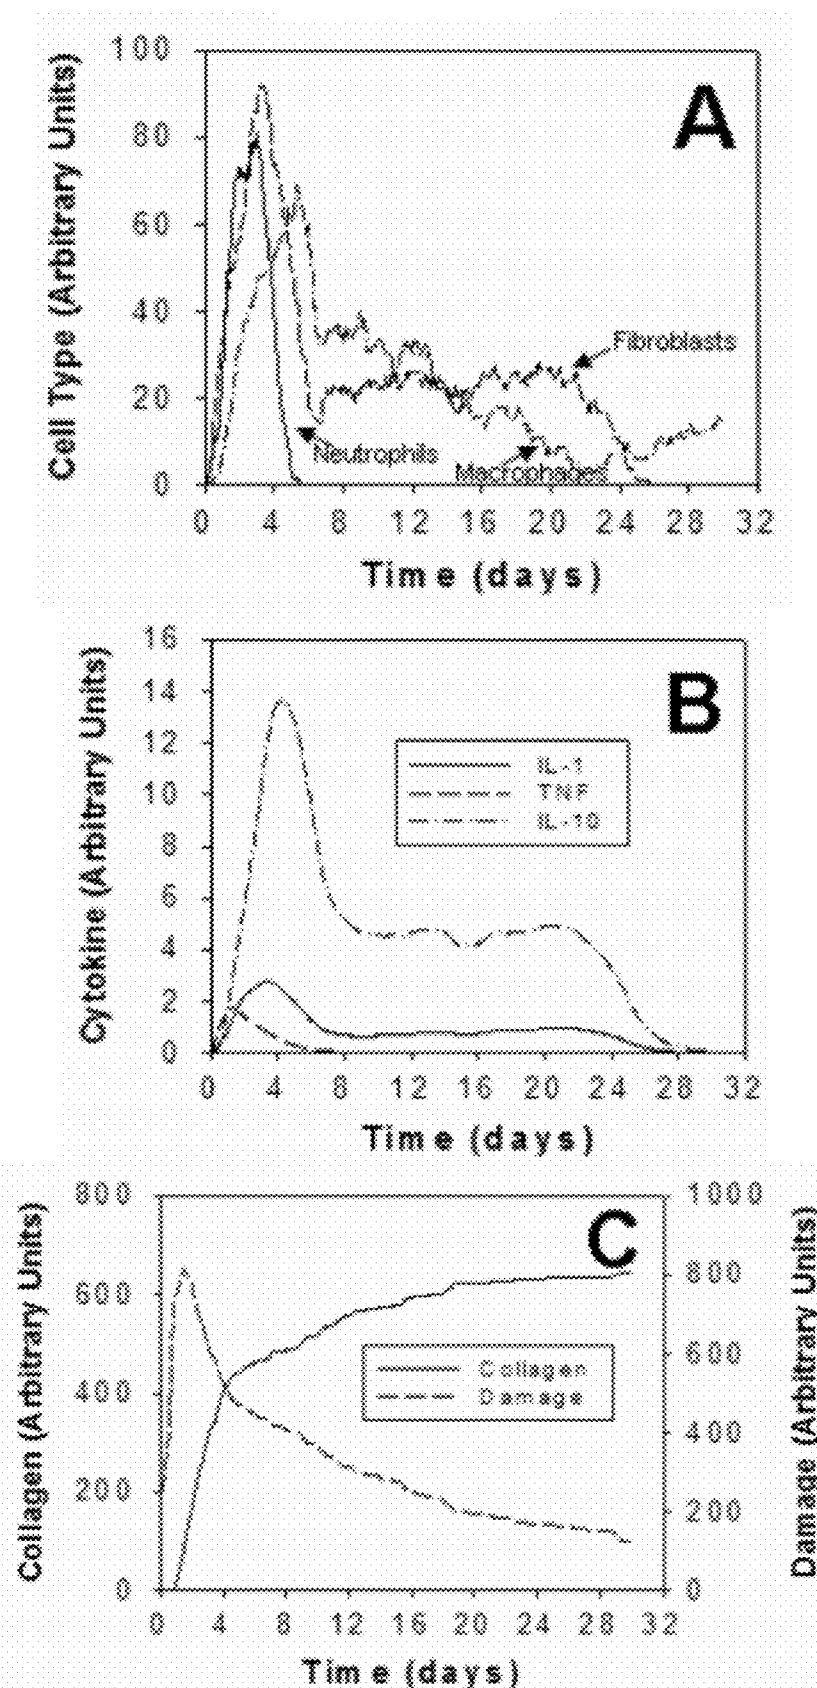 100
80
60
40
20
0
Cell Type (Arbitrary Units)
A
Fibroblasts
Neutrophils
Macrophages
0 4 8 12 16 20 24 28 32
Time (days)
16
14
12
10
8
6
4
2
0
Cytokine (Arbitrary Units)
B
IL-1
TNF
IL-10
0 4 8 12 16 20 24 28 32
Time (days)
800
600
400
200
0
Collagen (Arbitrary Units)
C
Collagen
Damage
1000
800
600
400
200
0
Damage (Arbitrary Units)
0 4 8 12 16 20 24 28 32
Time (days)